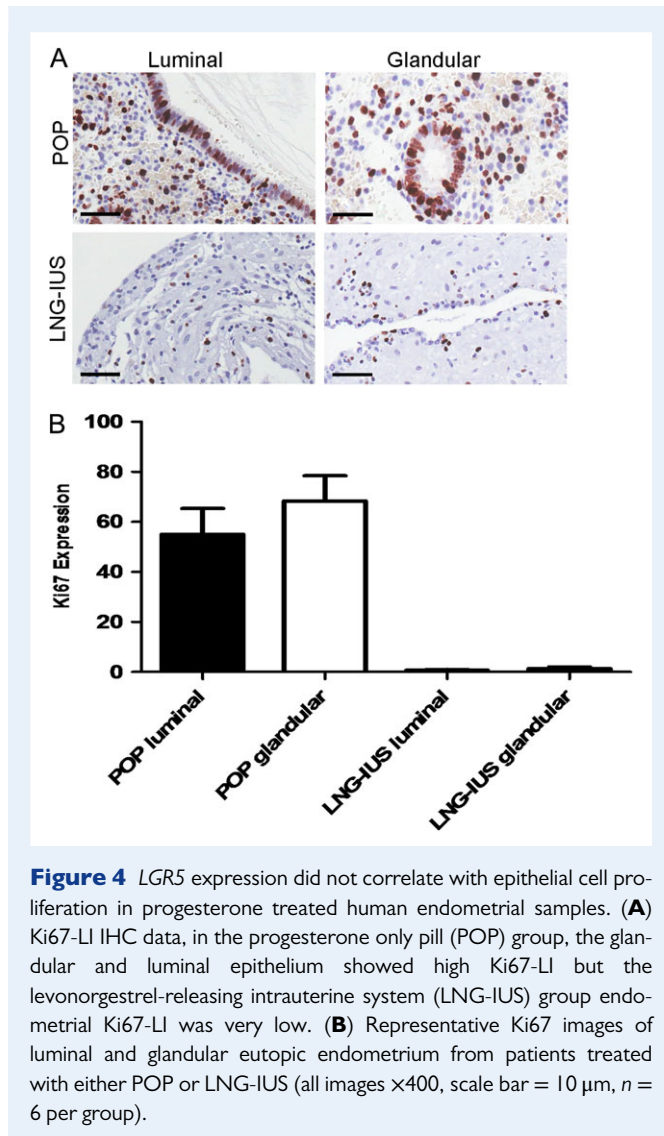 A
Luminal
Glandular
POP
LNG-IUS
B
100
80
60
40
20
0
Ki67 Expression
POP luminal
POP glandular
LNG-IUS luminal
LNG-IUS glandular
Figure 4 LGR5 expression did not correlate with epithelial cell pro-
liferation in progesterone treated human endometrial samples. (A)
Ki67-LI IHC data, in the progesterone only pill (POP) group, the glan-
dular and luminal epithelium showed high Ki67-LI but the
levonorgestrel-releasing intrauterine system (LNG-IUS) group endo-
metrial Ki67-LI was very low. (B) Representative Ki67 images of
luminal and glandular eutopic endometrium from patients treated
with either POP or LNG-IUS (all images ×400, scale bar = 10 μm, n =
6 per group).